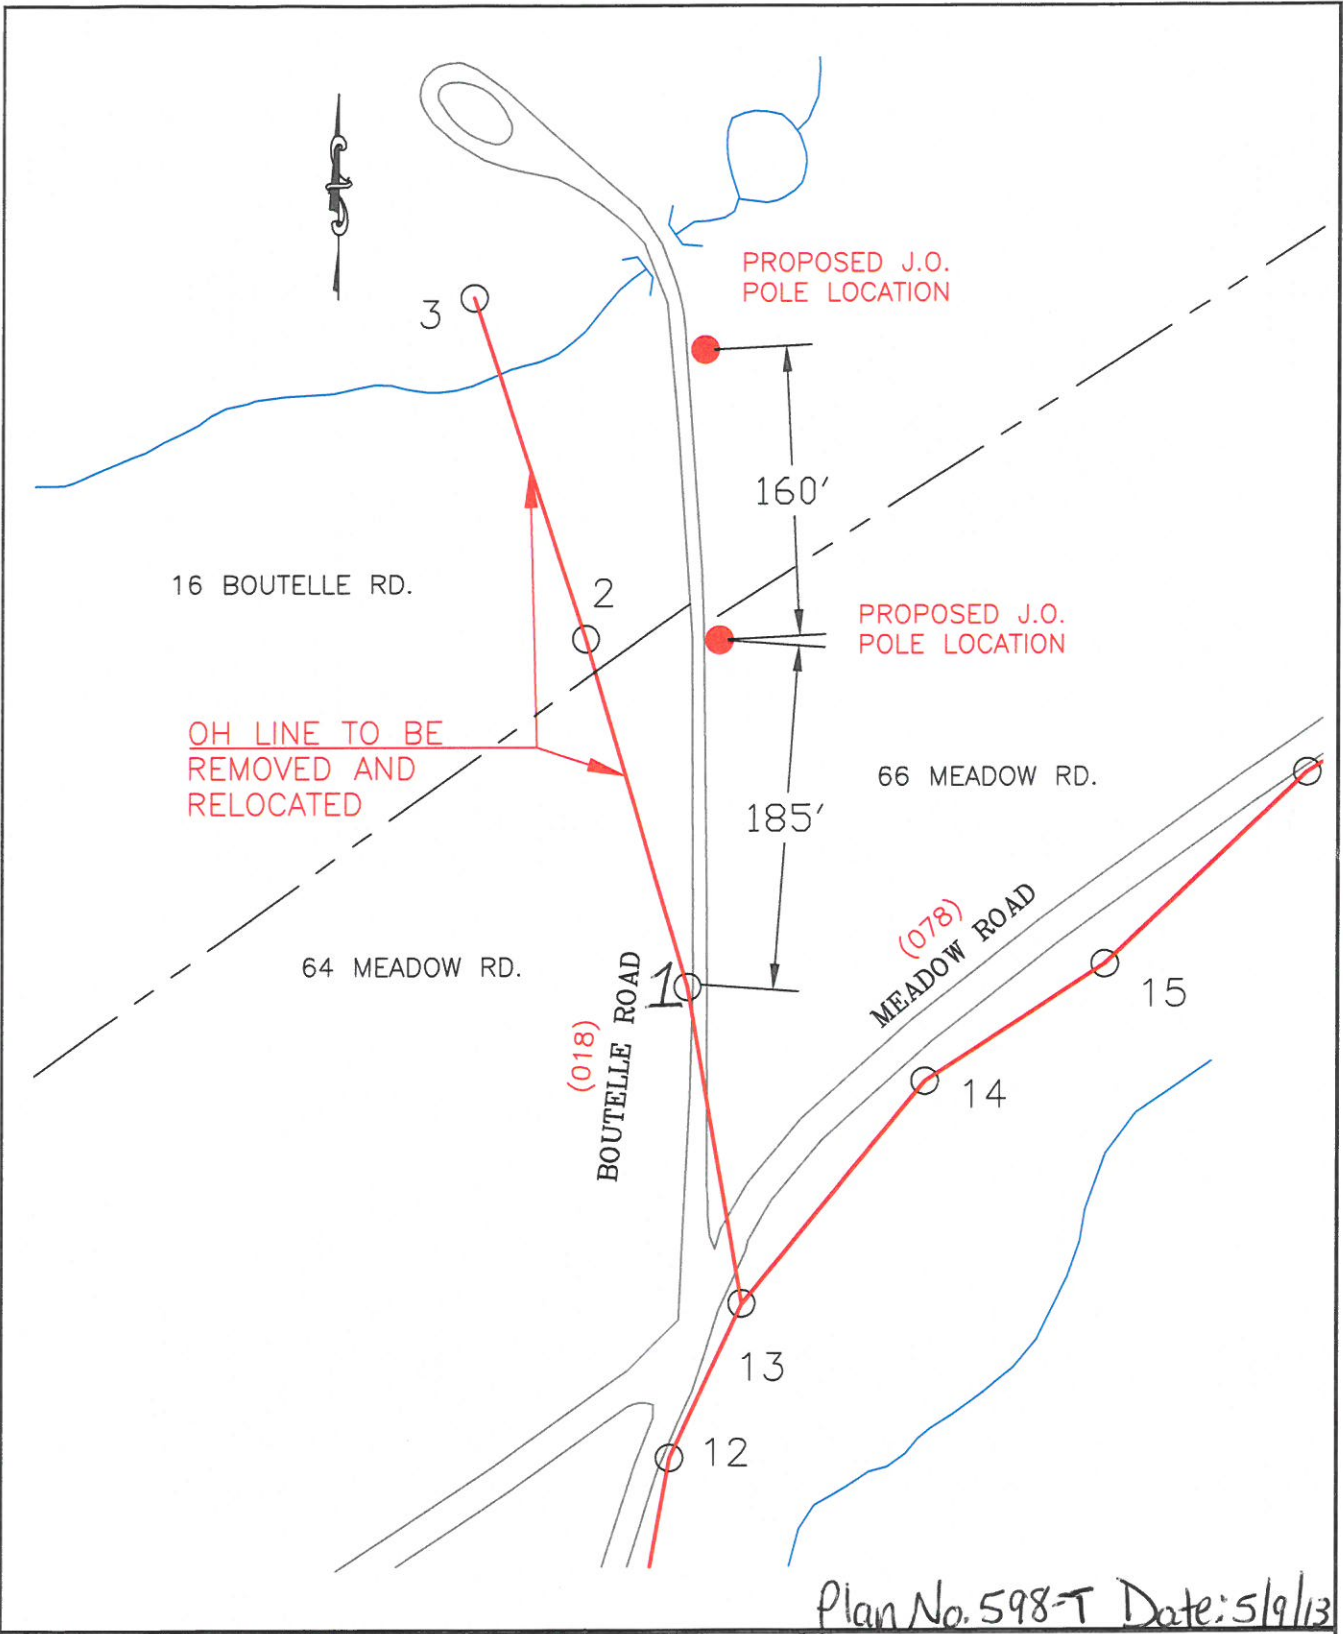 PROPOSED J.O.
POLE LOCATION
3
160'
16 BOUTELLE RD.
2
PROPOSED J.O.
POLE LOCATION
OH LINE TO BE
REMOVED AND
RELOCATED
66 MEADOW RD.
185'
(078)
MEADOW ROAD
64 MEADOW RD.
1
15
(018)
BOUTELLE ROAD
14
13
12
Plan No. 598-T Date: 5/9/13